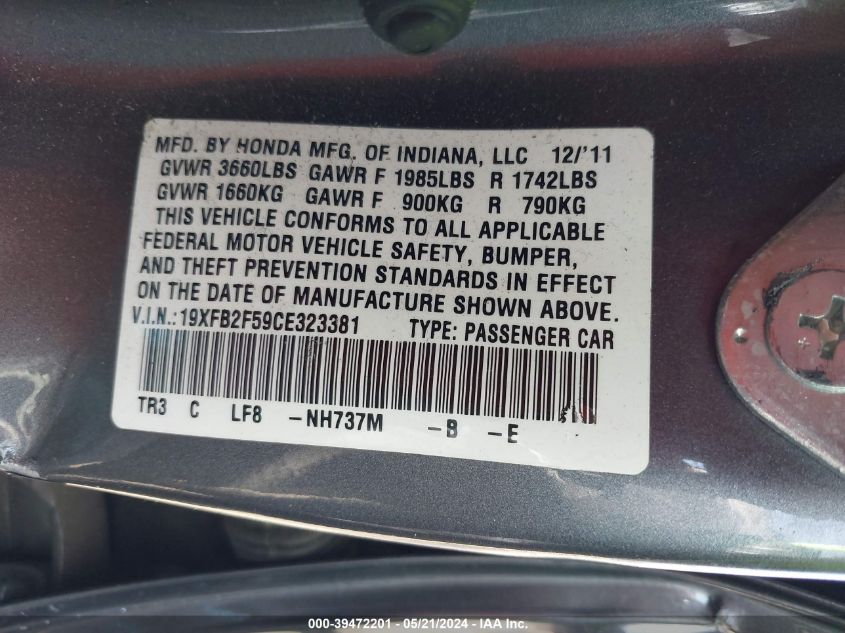 MFD. BY HONDA MFG. OF INDIANA, LLC 12/'11
GVWR 3660LBS GAWR F 1985LBS R 1742LBS
GVWR 1660KG GAWR F 900KG R 790KG
THIS VEHICLE CONFORMS TO ALL APPLICABLE
FEDERAL MOTOR VEHICLE SAFETY, BUMPER,
AND THEFT PREVENTION STANDARDS IN EFFECT
ON THE DATE OF MANUFACTURE SHOWN ABOVE.
V.I.N.:19XFB2F59CE323381 TYPE: PASSENGER CAR
TR3 C LF8 -NH737M -B -E
000-39472201 - 05/21/2024 - IAA Inc.